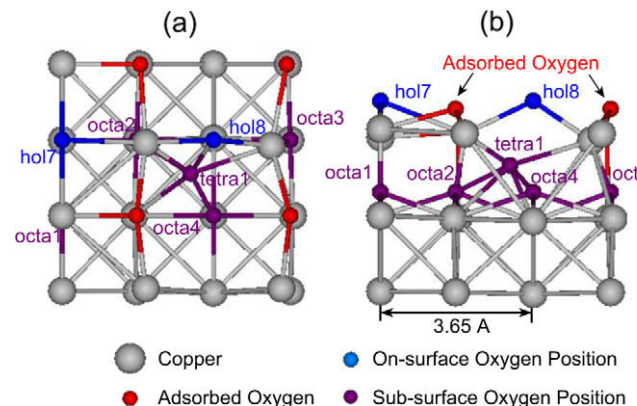 (a)
(b)
Adsorbed Oxygen
hol7
hol8
octa2
octa3
hol7
hol8
tetra1
octa4
octa1
tetra1
octa1
octa2
octa4
oct
3.65 A
Copper
On-surface Oxygen Position
Adsorbed Oxygen
Sub-surface Oxygen Position